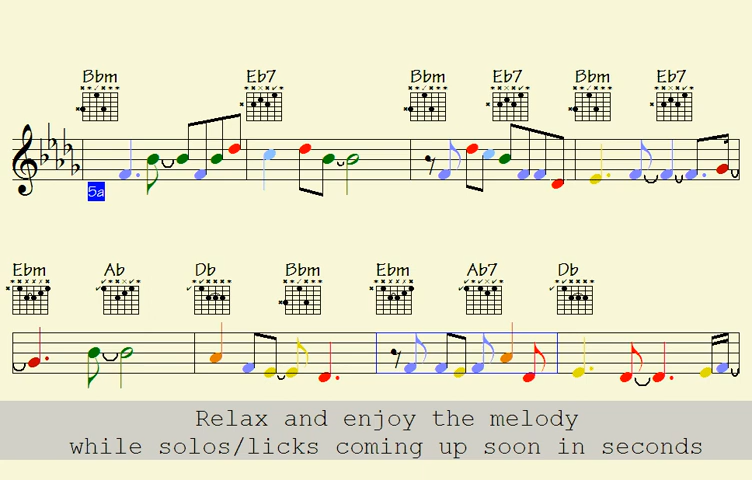 Bbm Eb7 Bbm Eb7 Bbm Eb7
5a
Ebm Ab Db Bbm Ebm Ab7 Db
Relax and enjoy the melody
while solos/licks coming up soon in seconds